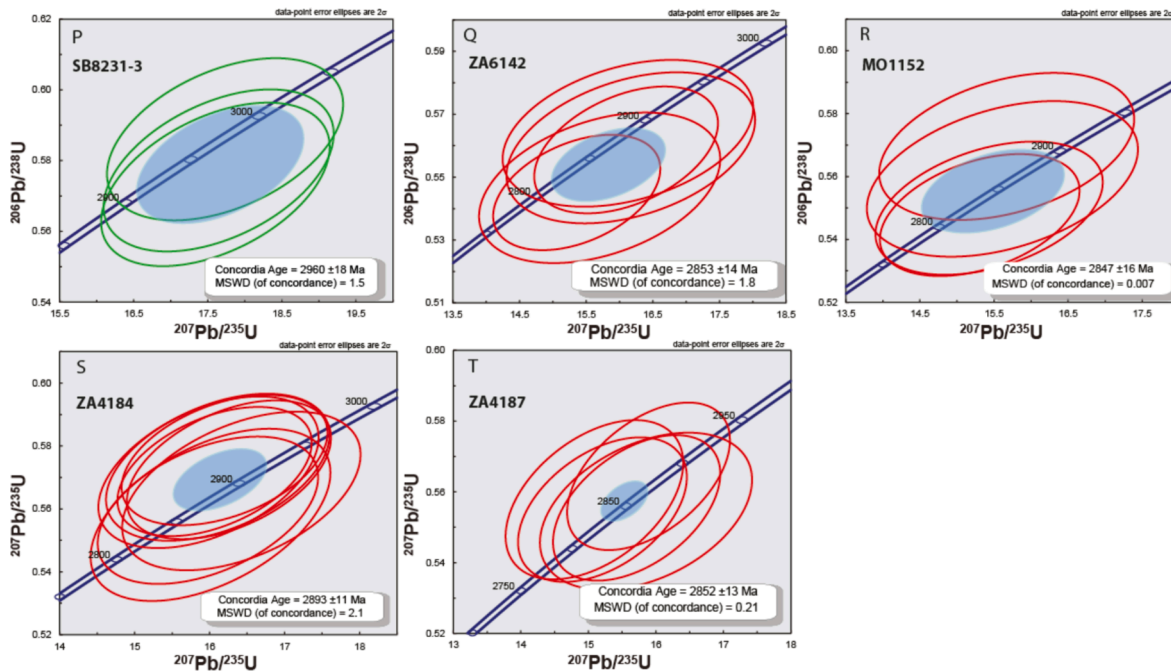 data-point error ellipses are 2σ
P
SB8231-3
0.62
0.60
0.58
0.56
0.54
2900
3000
Concordia Age = 2960 ±18 Ma
MSWD (of concordance) = 1.5
15.5
16.5
17.5
18.5
19.5
206Pb/238U
207Pb/235U
data-point error ellipses are 2σ
Q
ZA6142
0.59
0.57
0.55
0.53
0.51
2800
2900
3000
Concordia Age = 2853 ±14 Ma
MSWD (of concordance) = 1.8
13.5
14.5
15.5
16.5
17.5
18.5
206Pb/238U
207Pb/235U
data-point error ellipses are 2σ
R
MO1152
0.60
0.58
0.56
0.54
0.52
2800
2900
Concordia Age = 2847 ±16 Ma
MSWD (of concordance) = 0.007
13.5
14.5
15.5
16.5
17.5
206Pb/238U
207Pb/235U
data-point error ellipses are 2σ
S
ZA4184
0.60
0.58
0.56
0.54
0.52
2800
2900
3000
Concordia Age = 2893 ±11 Ma
MSWD (of concordance) = 2.1
14
15
16
17
18
207Pb/235U
207Pb/235U
data-point error ellipses are 2σ
T
ZA4187
0.60
0.58
0.56
0.54
0.52
2750
2850
2950
Concordia Age = 2852 ±13 Ma
MSWD (of concordance) = 0.21
13
14
15
16
17
18
207Pb/235U
207Pb/235U